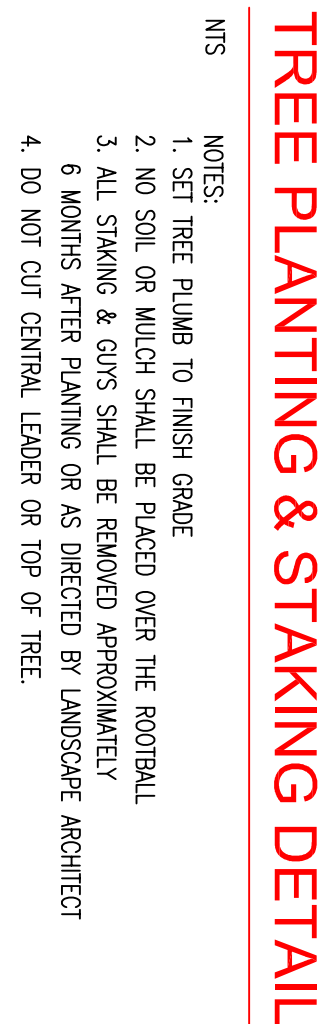 TREE PLANTING & STAKING DETAIL
NTS
NOTES:
1. SET TREE PLUMB TO FINISH GRADE
2. NO SOIL OR MULCH SHALL BE PLACED OVER THE ROOTBALL
3. ALL STAKING & GUYS SHALL BE REMOVED APPROXIMATELY
6 MONTHS AFTER PLANTING OR AS DIRECTED BY LANDSCAPE ARCHITECT
4. DO NOT CUT CENTRAL LEADER OR TOP OF TREE.